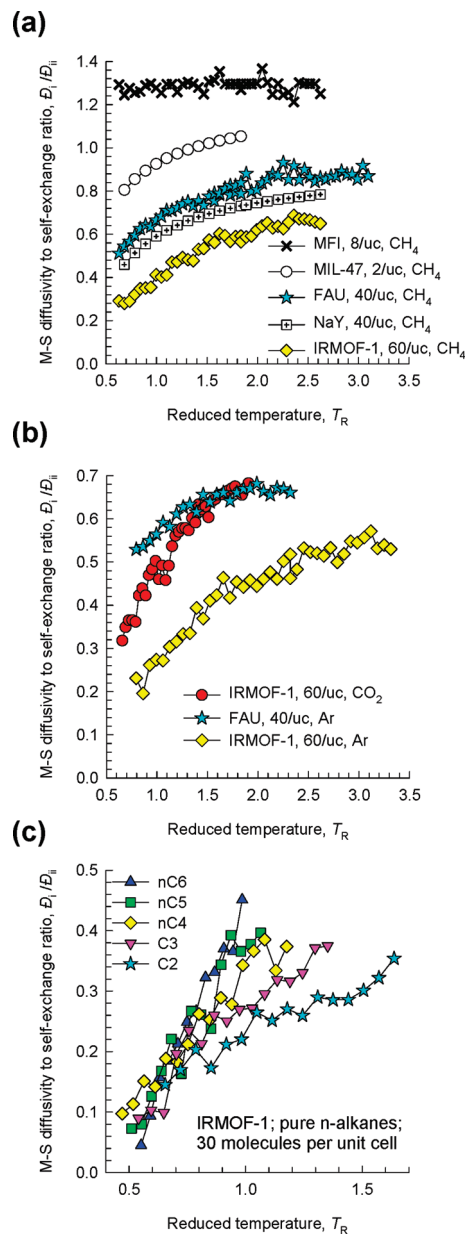 (a)
M-S diffusivity to self-exchange ratio, Đi /Đii
1.4
1.2
1.0
0.8
0.6
0.4
0.2
0.0
MFI, 8/uc, CH4
MIL-47, 2/uc, CH4
FAU, 40/uc, CH4
NaY, 40/uc, CH4
IRMOF-1, 60/uc, CH4
0.5 1.0 1.5 2.0 2.5 3.0 3.5
Reduced temperature, TR
(b)
M-S diffusivity to self-exchange ratio, Đi /Đii
0.7
0.6
0.5
0.4
0.3
0.2
0.1
0.0
IRMOF-1, 60/uc, CO2
FAU, 40/uc, Ar
IRMOF-1, 60/uc, Ar
0.5 1.0 1.5 2.0 2.5 3.0 3.5
Reduced temperature, TR
(c)
M-S diffusivity to self-exchange ratio, Đi /Đii
0.5
0.4
0.3
0.2
0.1
0.0
nC6
nC5
nC4
C3
C2
IRMOF-1; pure n-alkanes;
30 molecules per unit cell
0.5 1.0 1.5
Reduced temperature, TR